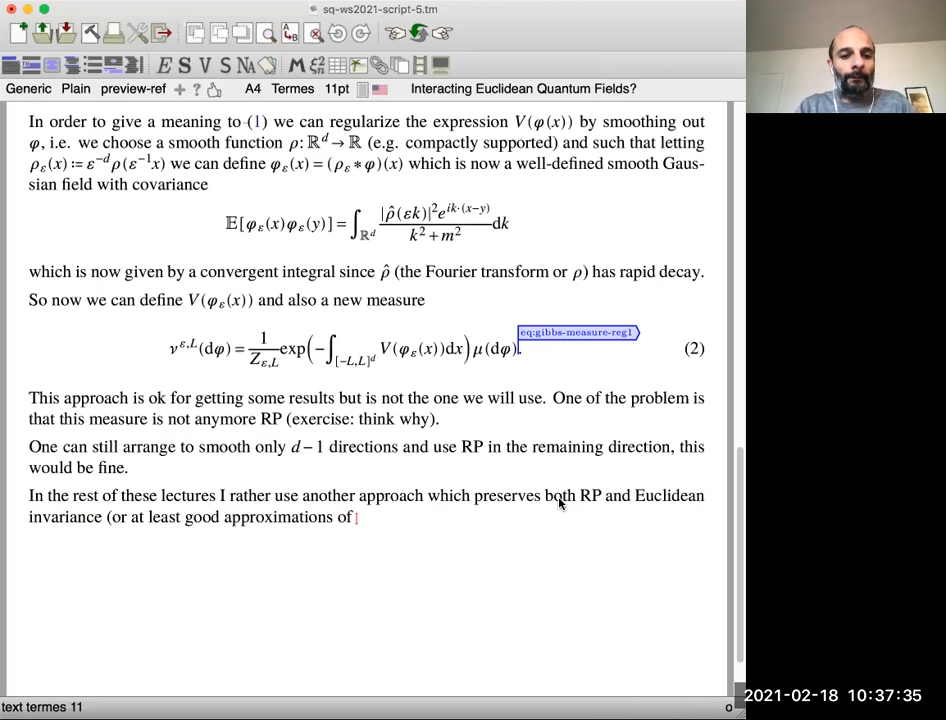 sq-ws2021-script-5.tm
Generic Plain preview-ref A4 Termes 11pt Interacting Euclidean Quantum Fields?
In order to give a meaning to (1) we can regularize the expression V(φ(x)) by smoothing out
φ, i.e. we choose a smooth function ρ: ℝᵈ → ℝ (e.g. compactly supported) and such that letting
ρ_ε(x) ≔ ε⁻ᵈρ(ε⁻¹x) we can define φ_ε(x) = (ρ_ε ∗ φ)(x) which is now a well-defined smooth Gaus-
sian field with covariance
𝔼[φ_ε(x)φ_ε(y)] = ∫_{ℝᵈ} |ρ̂(εk)|² e^{ik·(x−y)} / (k² + m²) dk
which is now given by a convergent integral since ρ̂ (the Fourier transform or ρ) has rapid decay.
So now we can define V(φ_ε(x)) and also a new measure
eq:gibbs-measure-reg1
ν^{ε,L}(dφ) = 1/Z_{ε,L} exp(−∫_{[−L,L]ᵈ} V(φ_ε(x))dx) μ(dφ). (2)
This approach is ok for getting some results but is not the one we will use. One of the problem is
that this measure is not anymore RP (exercise: think why).
One can still arrange to smooth only d − 1 directions and use RP in the remaining direction, this
would be fine.
In the rest of these lectures I rather use another approach which preserves both RP and Euclidean
invariance (or at least good approximations of
text termes 11
2021-02-18 10:37:35